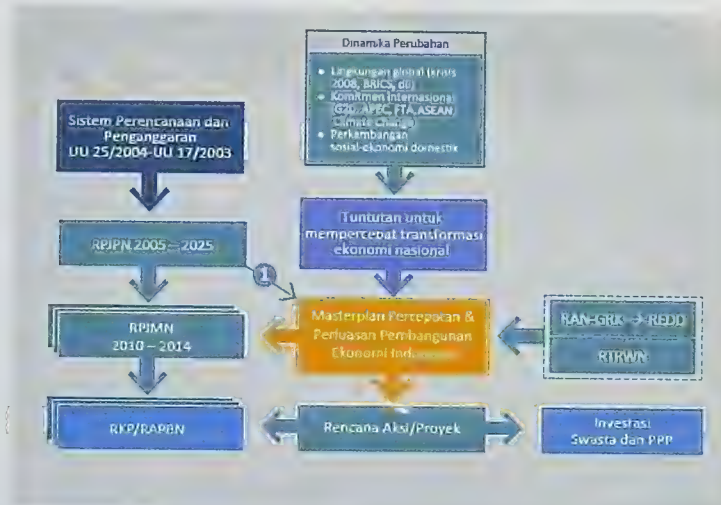 Dinamika Perubahan
• Lingkungan global (krisis
2008, BRICS, dll)
• Komitmen Internasional
(G20, APEC, FTA, ASEAN
Climate Change)
• Perkembangan
sosial-ekonomi domestik
Sistem Perencanaan dan
Penganggaran
UU 25/2004-UU 17/2003
Tuntutan untuk
mempercepat transformasi
ekonomi nasional
RPJPN 2005 – 2025
1
Masterplan Percepatan &
Perluasan Pembangunan
Ekonomi
RPJMN
2010 – 2014
RAN-GRK → REDD
RTRWN
RKP/RAPBN
Rencana Aksi/Proyek
Investasi
Swasta dan PPP